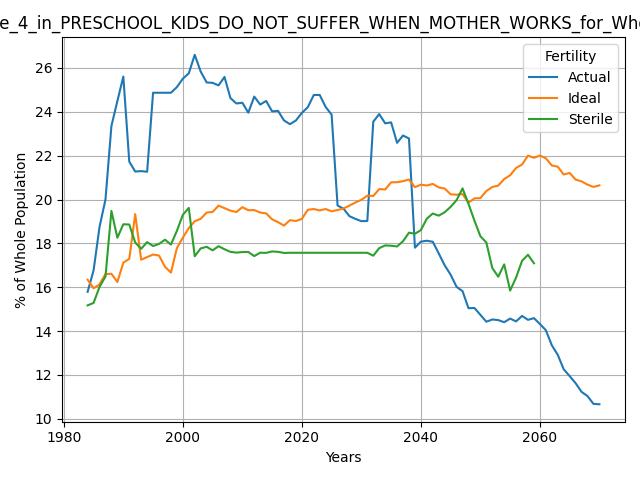 e_4_in_PRESCHOOL_KIDS_DO_NOT_SUFFER_WHEN_MOTHER_WORKS_for_Who
Fertility
Actual
Ideal
Sterile
% of Whole Population
26
24
22
20
18
16
14
12
10
1980
2000
2020
2040
2060
Years